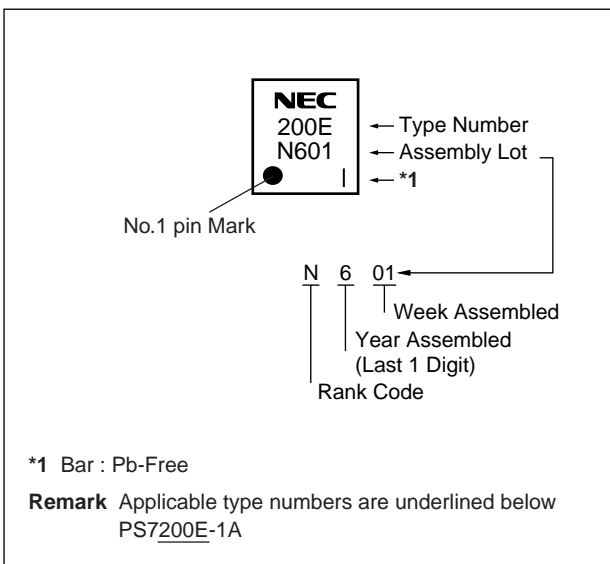 NEC
200E
N601
|
Type Number
Assembly Lot
*1
No.1 pin Mark
N 6 01
Week Assembled
Year Assembled
(Last 1 Digit)
Rank Code
*1 Bar : Pb-Free
Remark Applicable type numbers are underlined below
PS7200E-1A